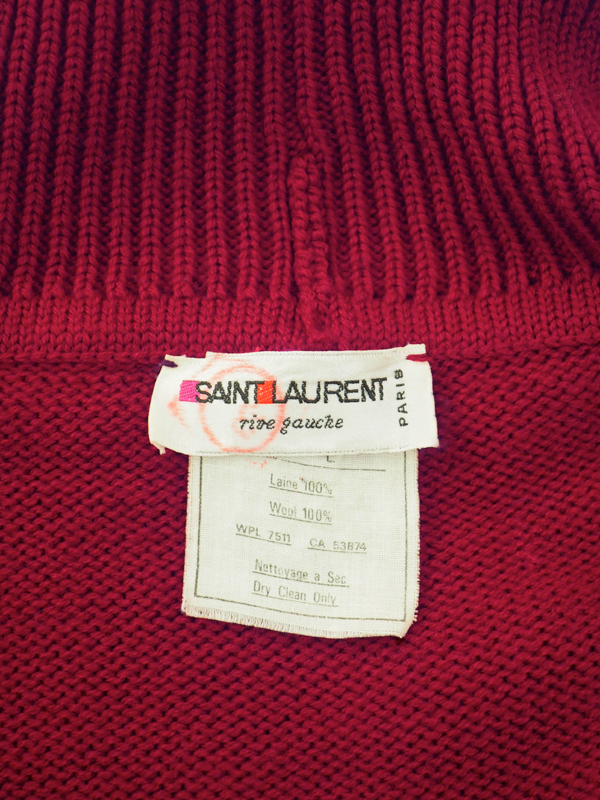 SAINT LAURENT
rive gauche
PARIS
L
Laine 100%
Wool 100%
WPL 7511 CA 53874
Nettoyage a Sec
Dry Clean Only